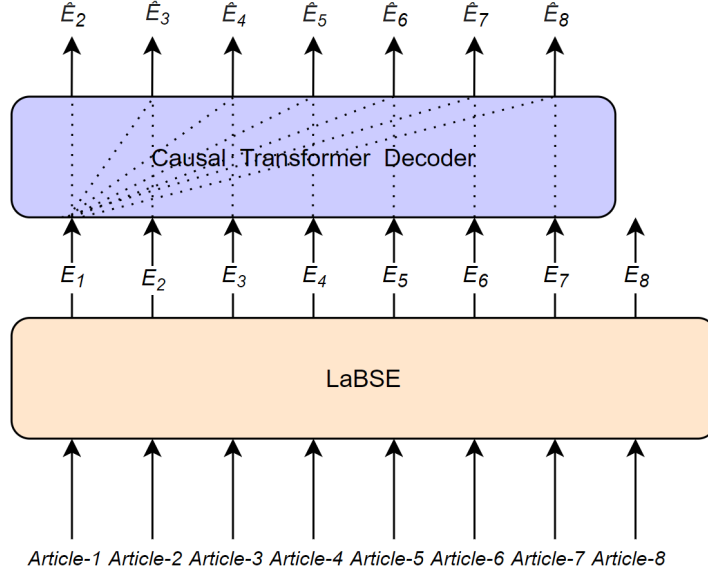 Ê2 Ê3 Ê4 Ê5 Ê6 Ê7 Ê8
Causal Transformer Decoder
E1 E2 E3 E4 E5 E6 E7 E8
LaBSE
Article-1 Article-2 Article-3 Article-4 Article-5 Article-6 Article-7 Article-8